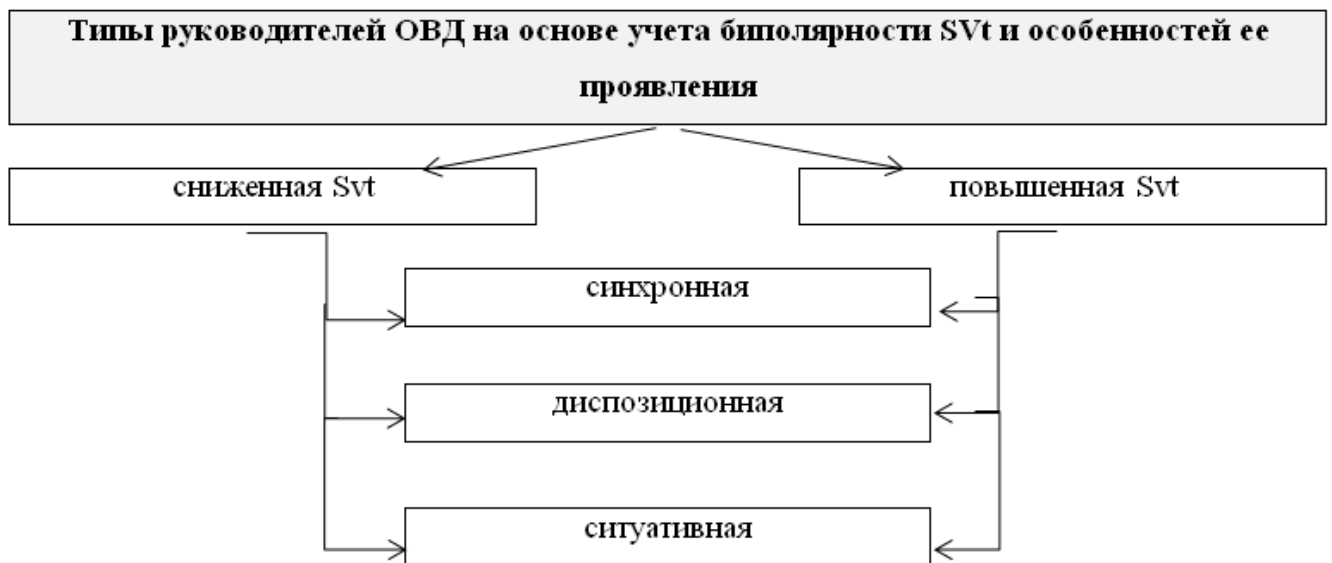 Типы руководителей ОВД на основе учета биполярности SVt и особенностей ее
проявления
сниженная Svt
повышенная Svt
синхронная
диспозиционная
ситуативная